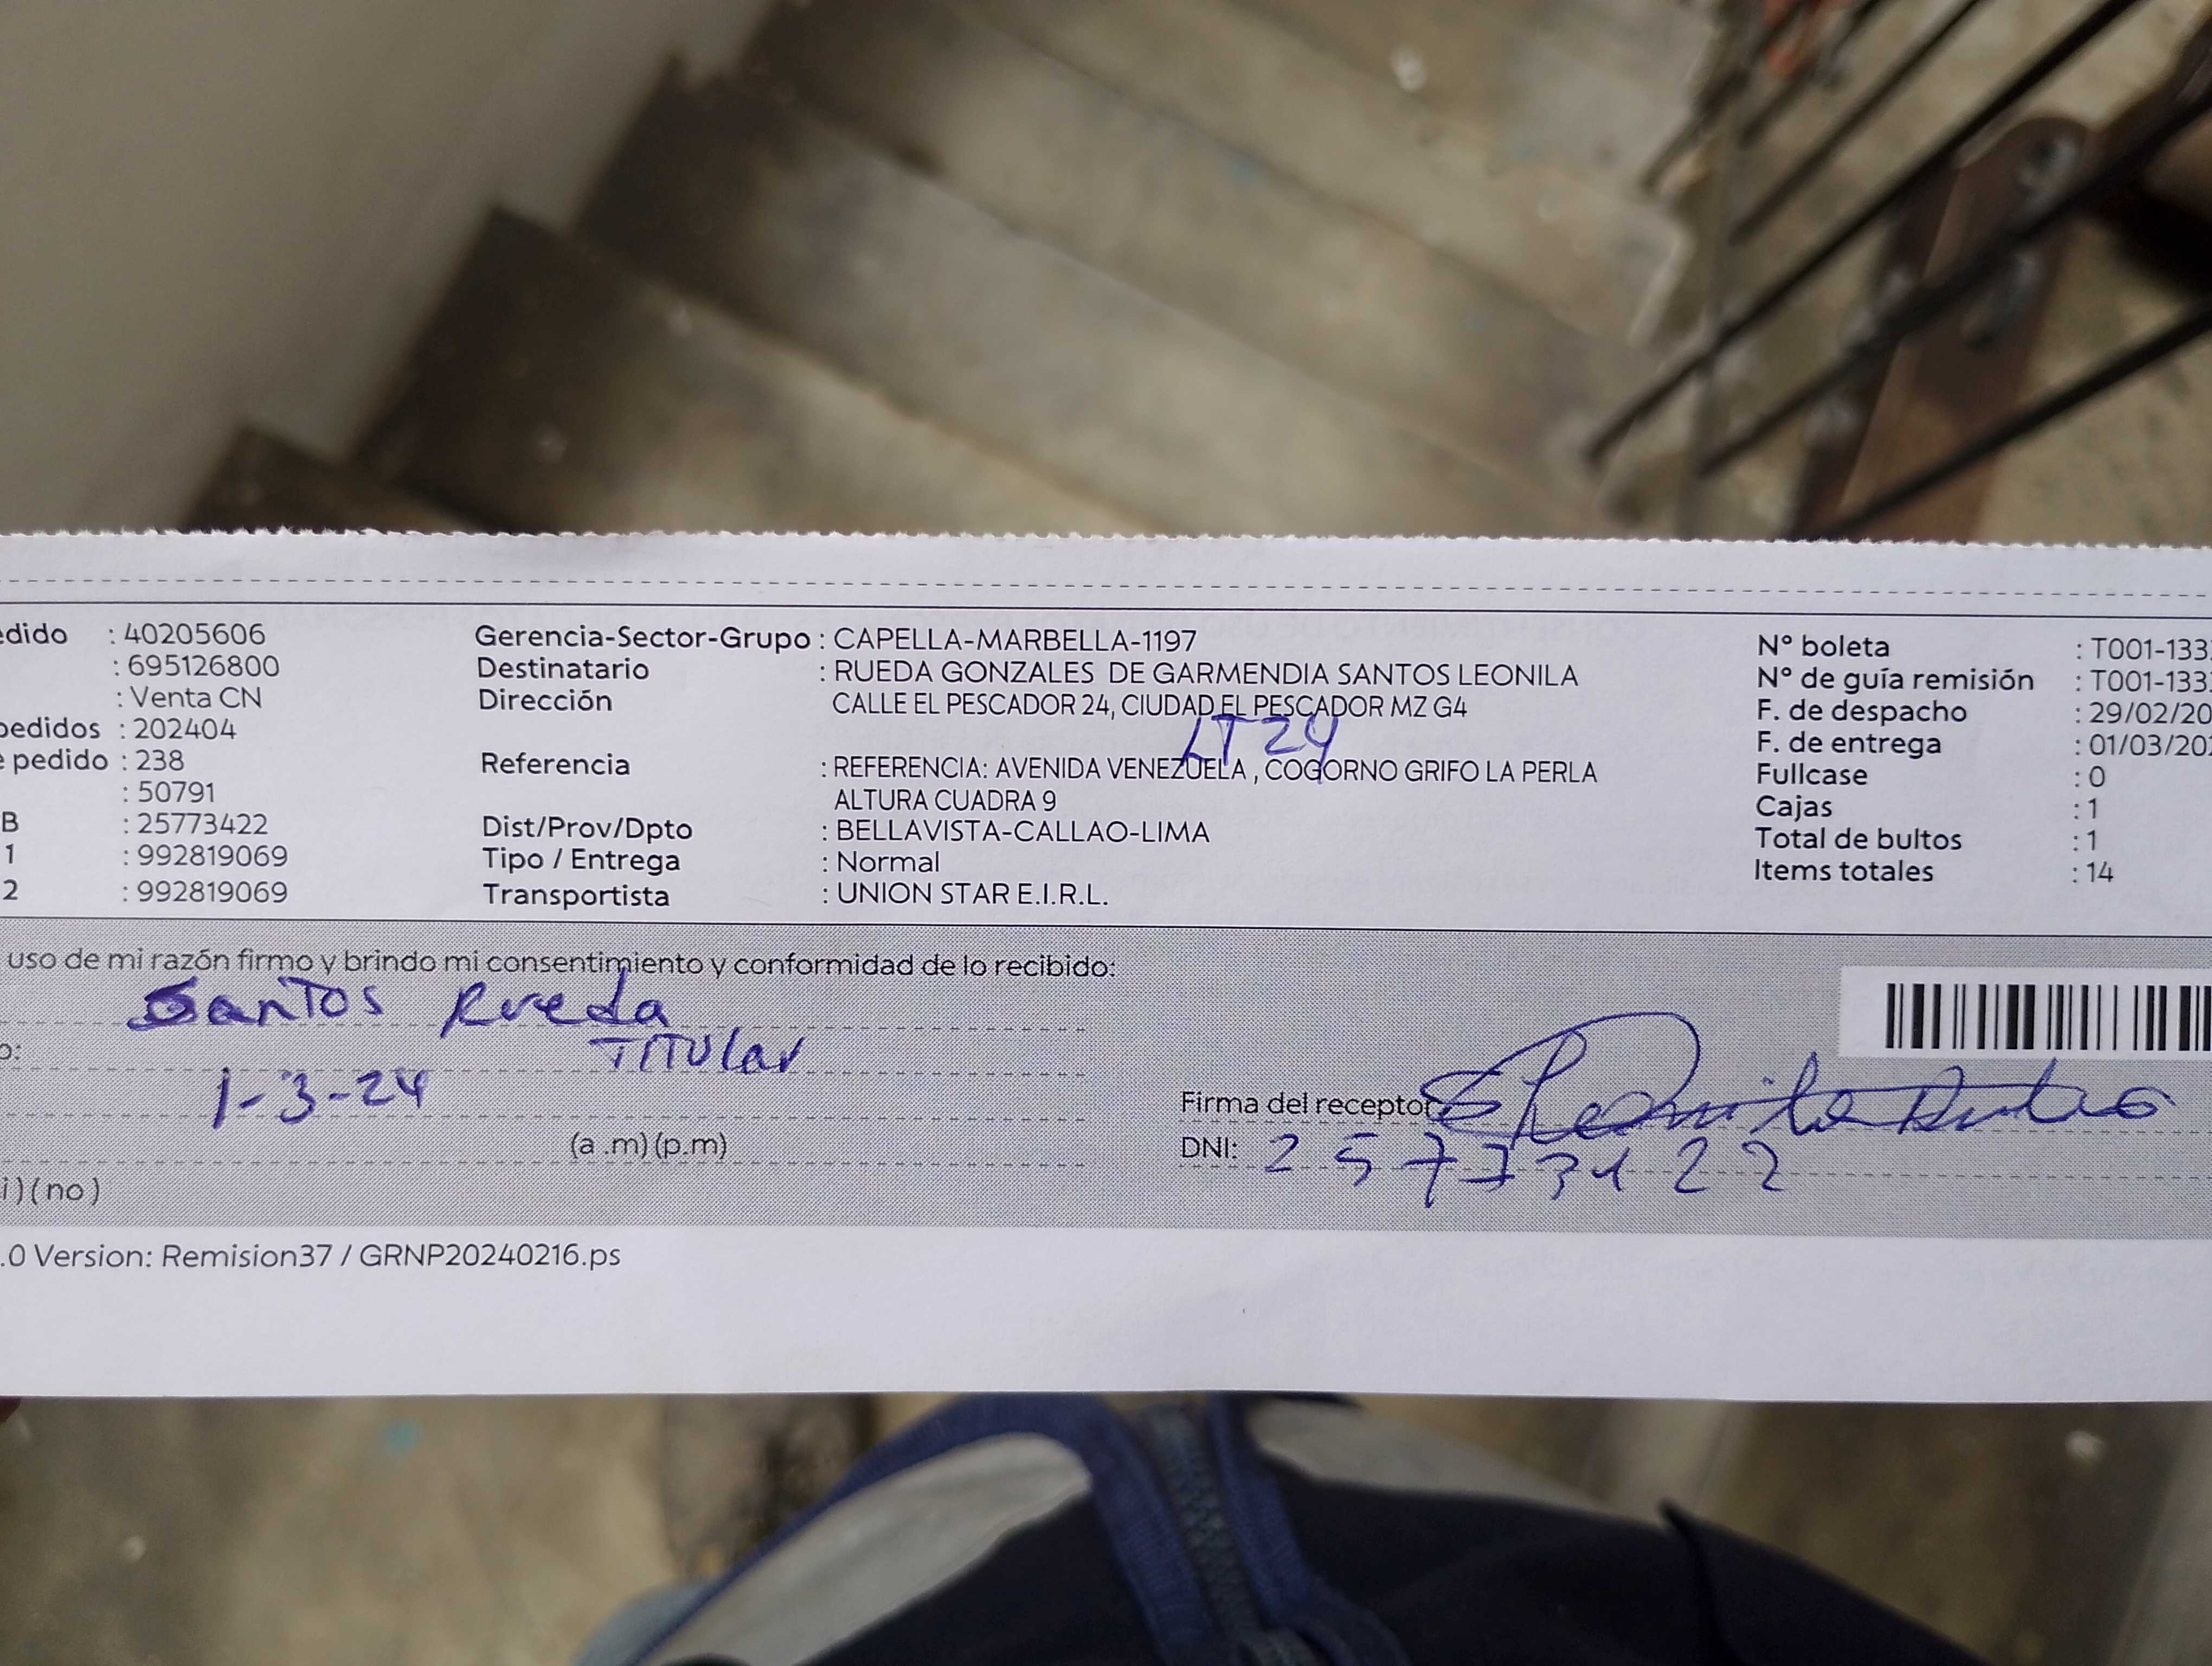 edido : 40205606
: 695126800
: Venta CN
pedidos : 202404
e pedido : 238
: 50791
B : 25773422
1 : 992819069
2 : 992819069
Gerencia-Sector-Grupo : CAPELLA-MARBELLA-1197
Destinatario : RUEDA GONZALES DE GARMENDIA SANTOS LEONILA
Dirección CALLE EL PESCADOR 24, CIUDAD EL PESCADOR MZ G4
LT 24
Referencia : REFERENCIA: AVENIDA VENEZUELA , COGORNO GRIFO LA PERLA
ALTURA CUADRA 9
Dist/Prov/Dpto : BELLAVISTA-CALLAO-LIMA
Tipo / Entrega : Normal
Transportista : UNION STAR E.I.R.L.
Nº boleta : T001-133
Nº de guía remisión : T001-133
F. de despacho : 29/02/20
F. de entrega : 01/03/20
Fullcase : 0
Cajas : 1
Total de bultos : 1
Items totales : 14
uso de mi razón firmo y brindo mi consentimiento y conformidad de lo recibido:
Santos Rueda
TITular
o:
1-3-24
(a .m) (p.m)
i) ( no )
Firma del receptor
DNI: 25773422
.0 Version: Remision37 / GRNP20240216.ps